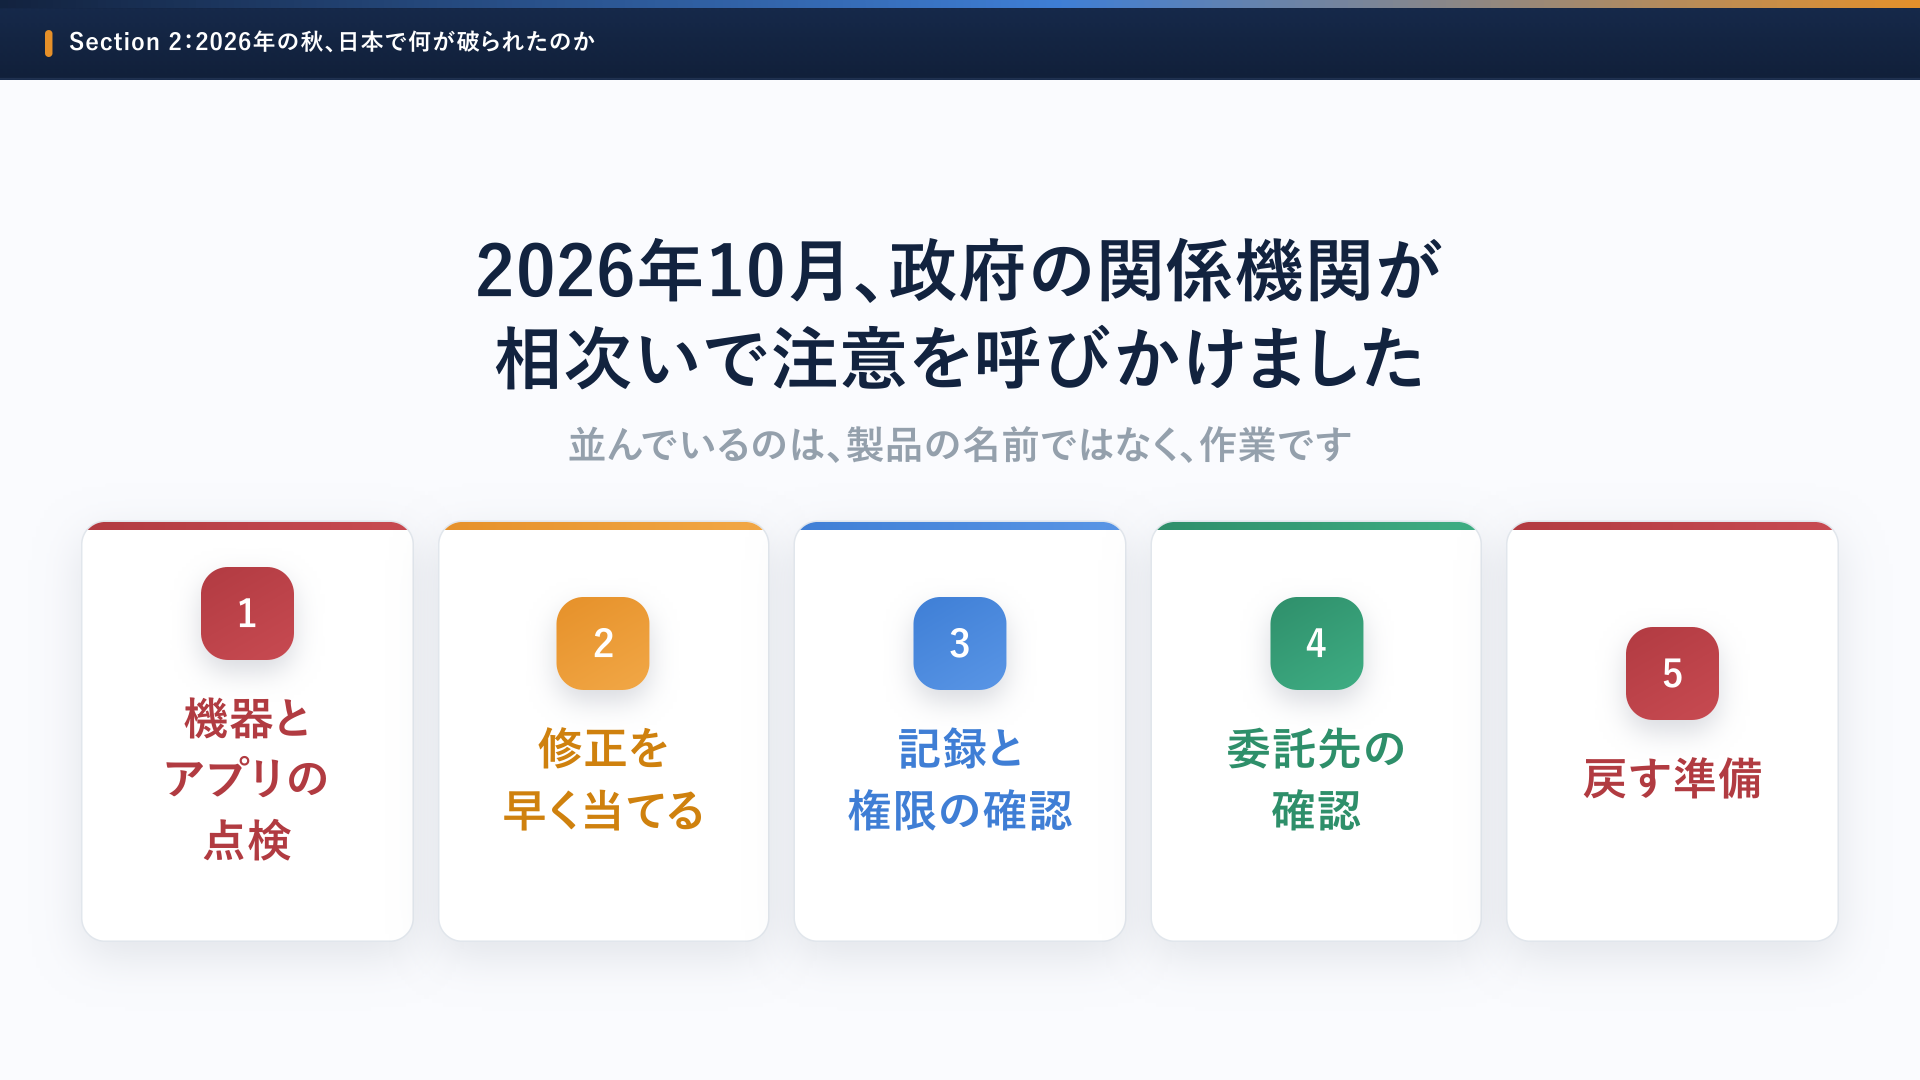 Section 2：2026年の秋、日本で何が破られたのか
2026年10月、政府の関係機関が
相次いで注意を呼びかけました
並んでいるのは、製品の名前ではなく、作業です
1
機器と
アプリの
点検
2
修正を
早く当てる
3
記録と
権限の確認
4
委託先の
確認
5
戻す準備